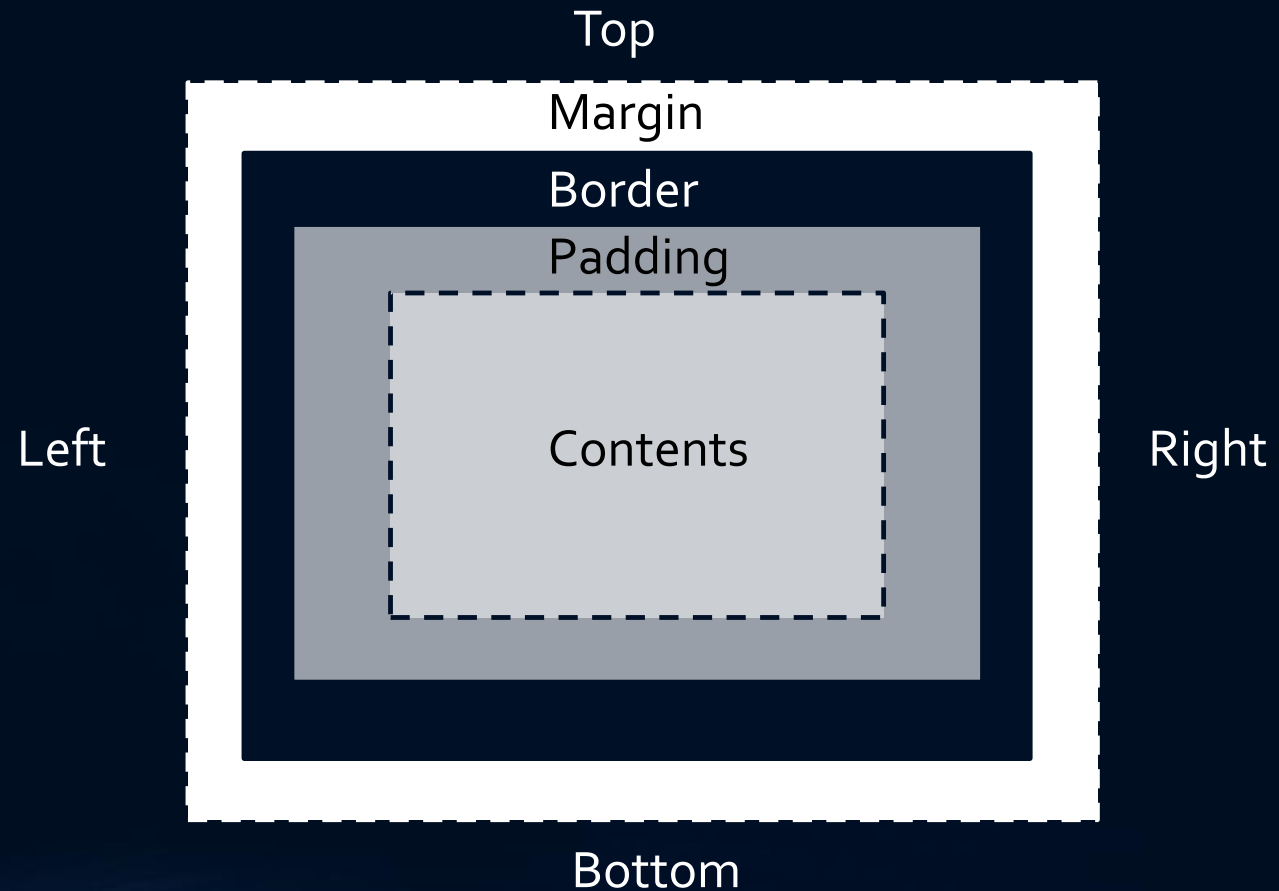 Top
Margin
Border
Padding
Left
Contents
Right
Bottom